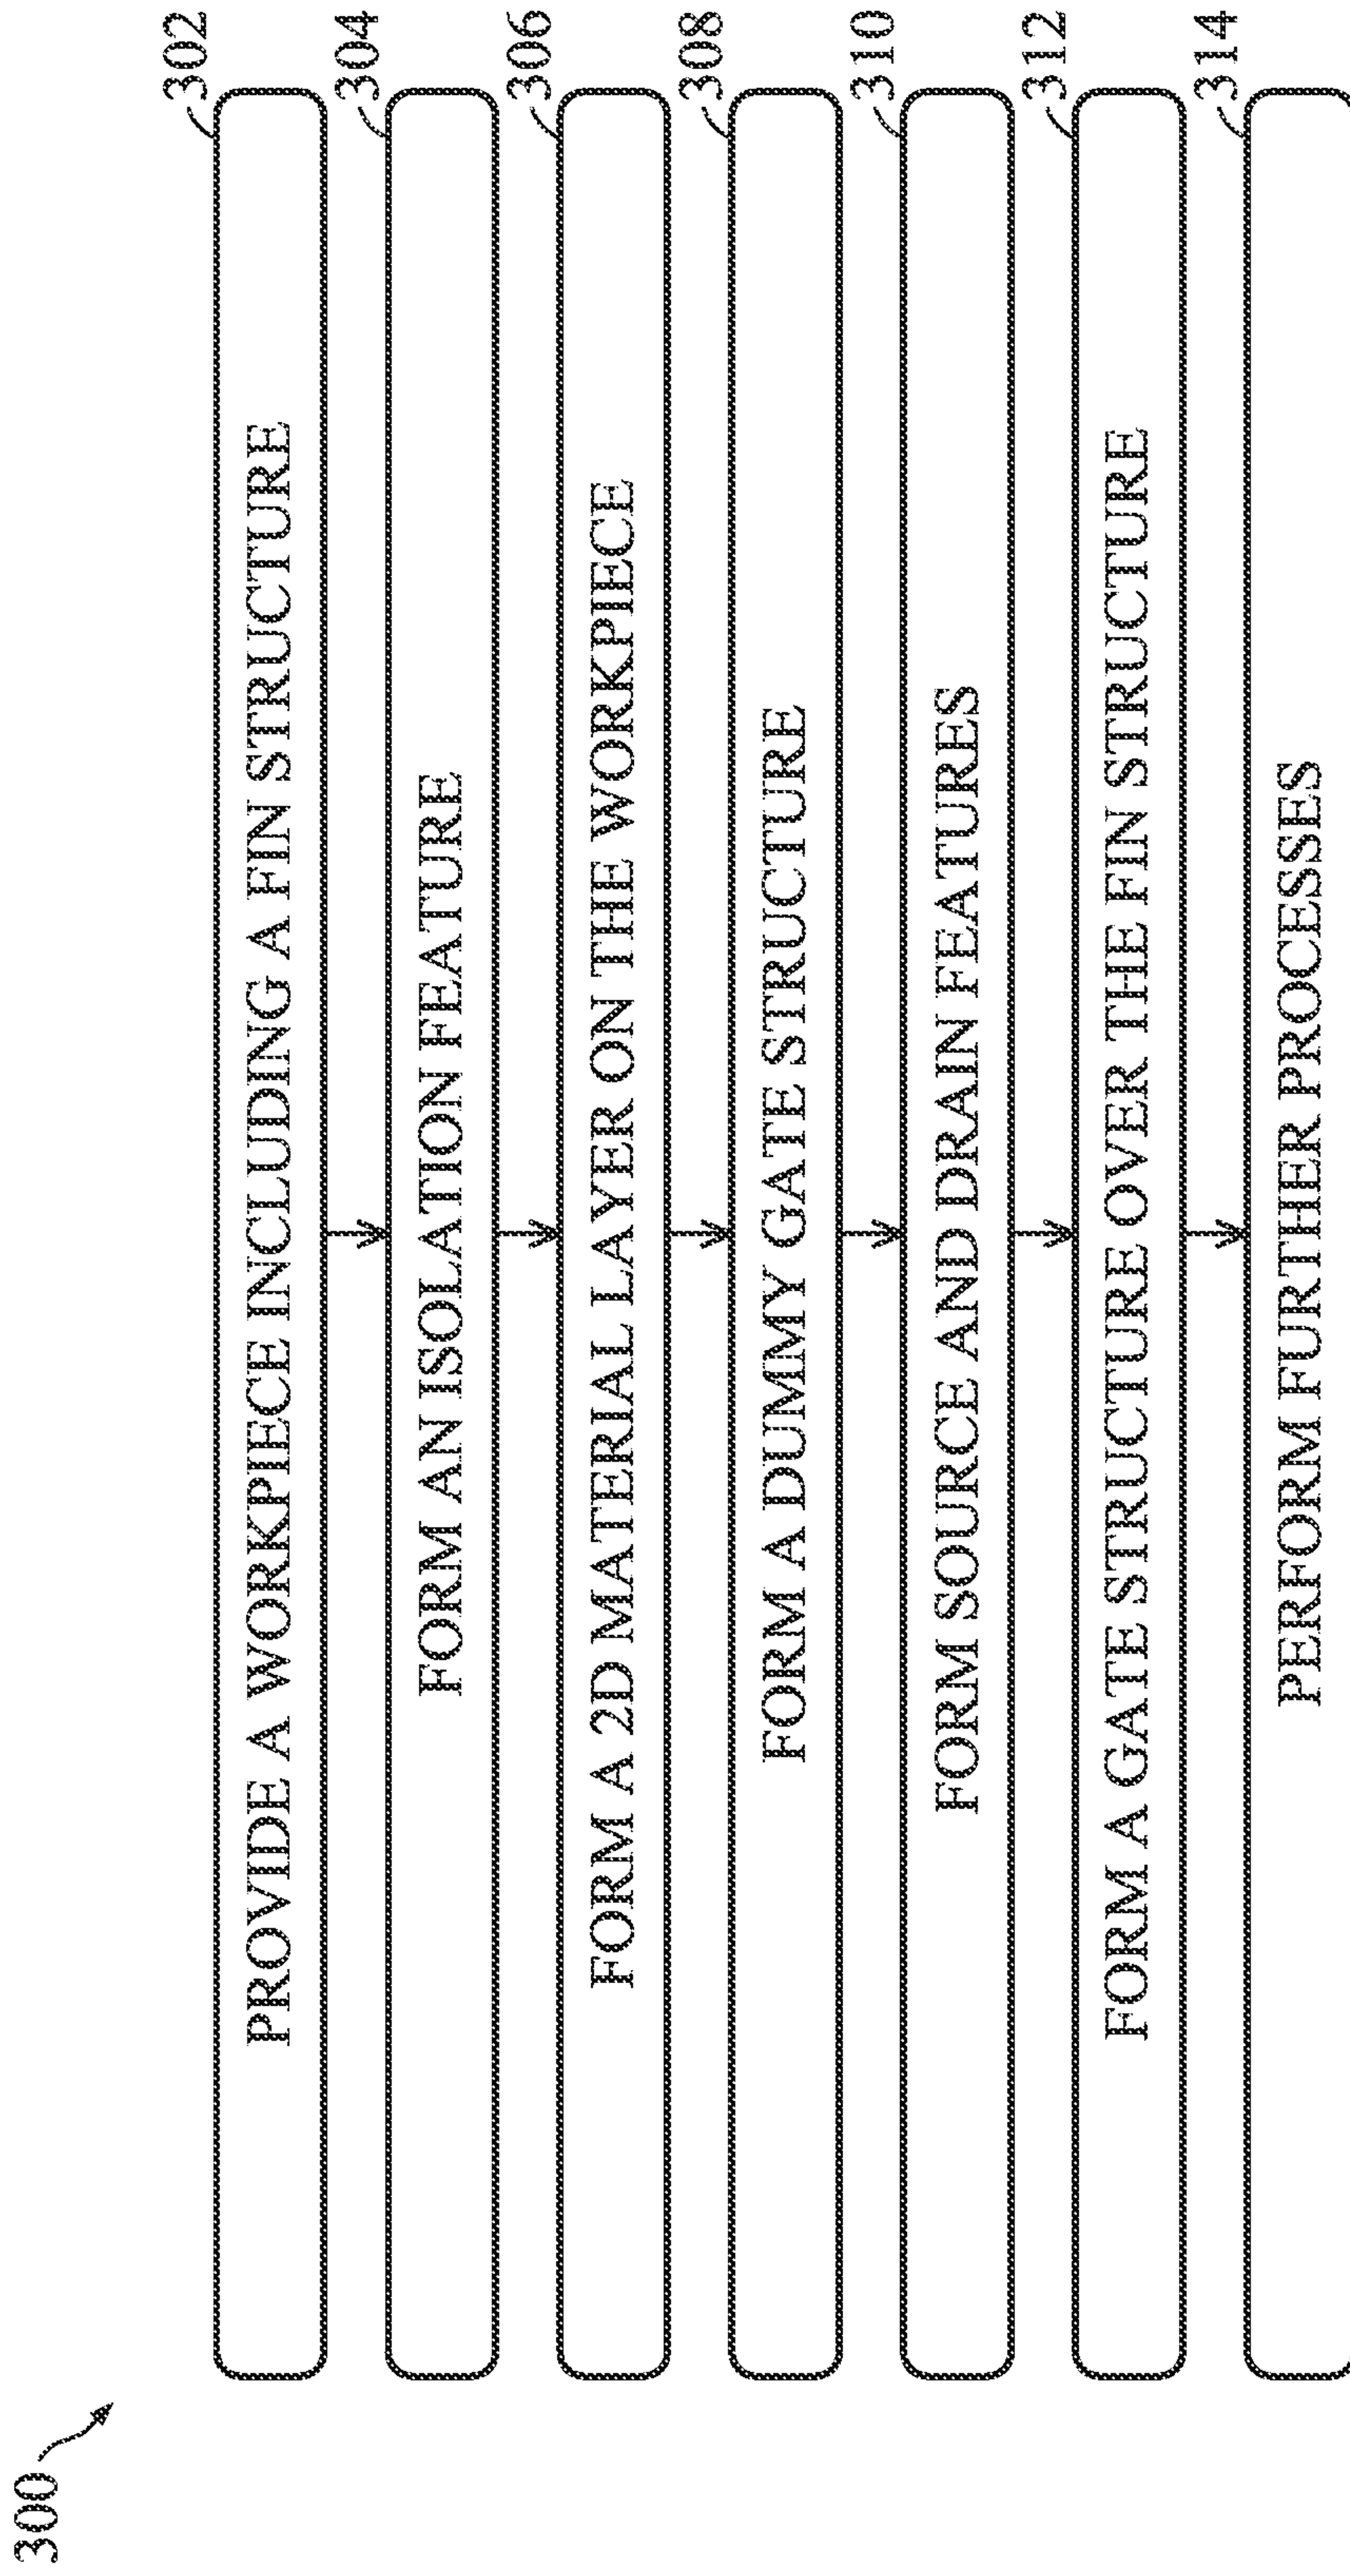 300
302
PROVIDE A WORKPIECE INCLUDING A FIN STRUCTURE
304
FORM AN ISOLATION FEATURE
306
FORM A 2D MATERIAL LAYER ON THE WORKPIECE
308
FORM A DUMMY GATE STRUCTURE
310
FORM SOURCE AND DRAIN FEATURES
312
FORM A GATE STRUCTURE OVER THE FIN STRUCTURE
314
PERFORM FURTHER PROCESSES